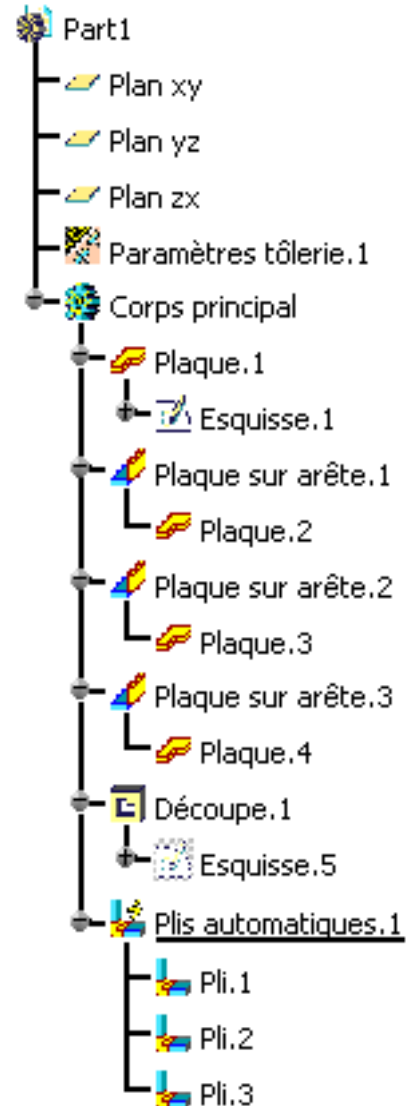 Part1
Plan xy
Plan yz
Plan zx
Paramètres tôlerie.1
Corps principal
Plaque.1
Esquisse.1
Plaque sur arête.1
Plaque.2
Plaque sur arête.2
Plaque.3
Plaque sur arête.3
Plaque.4
Découpe.1
Esquisse.5
Plis automatiques.1
Pli.1
Pli.2
Pli.3